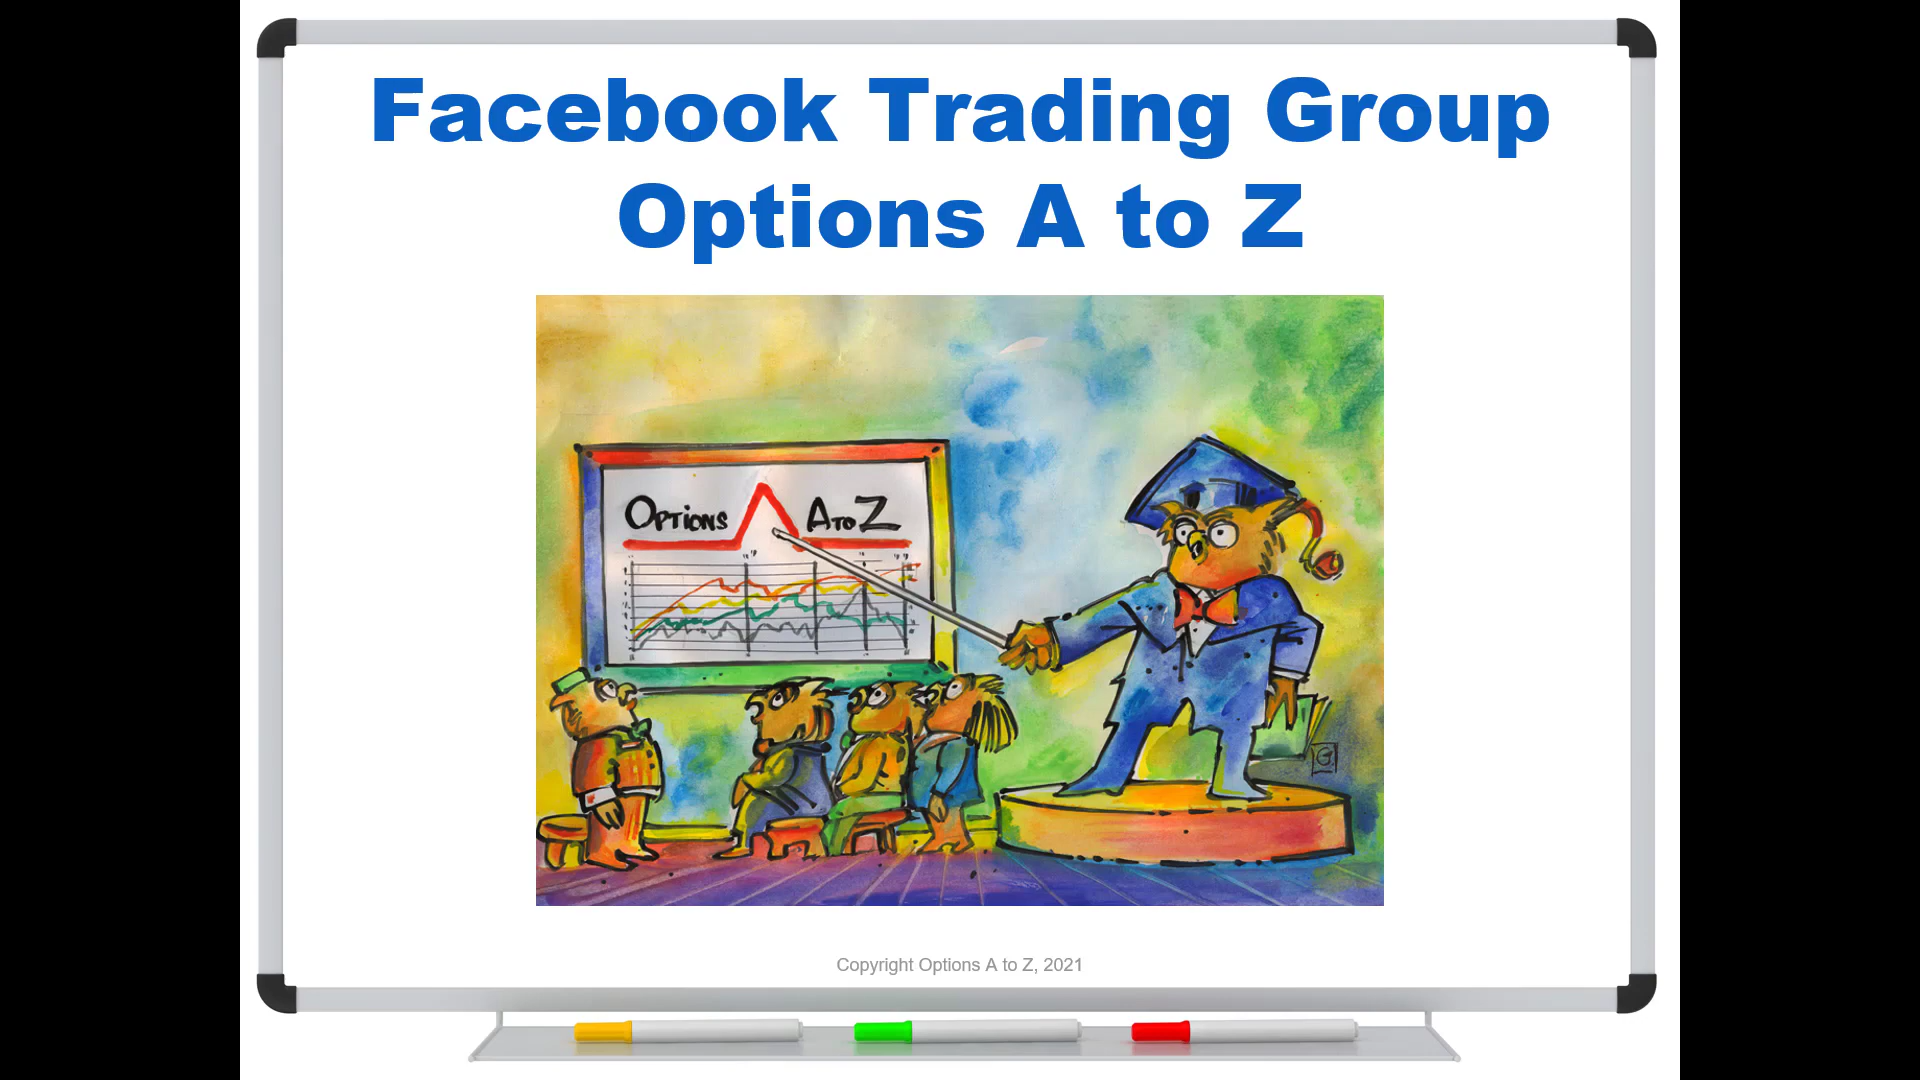 Facebook Trading Group
Options A to Z
OPTiONS A TO Z
G
Copyright Options A to Z, 2021